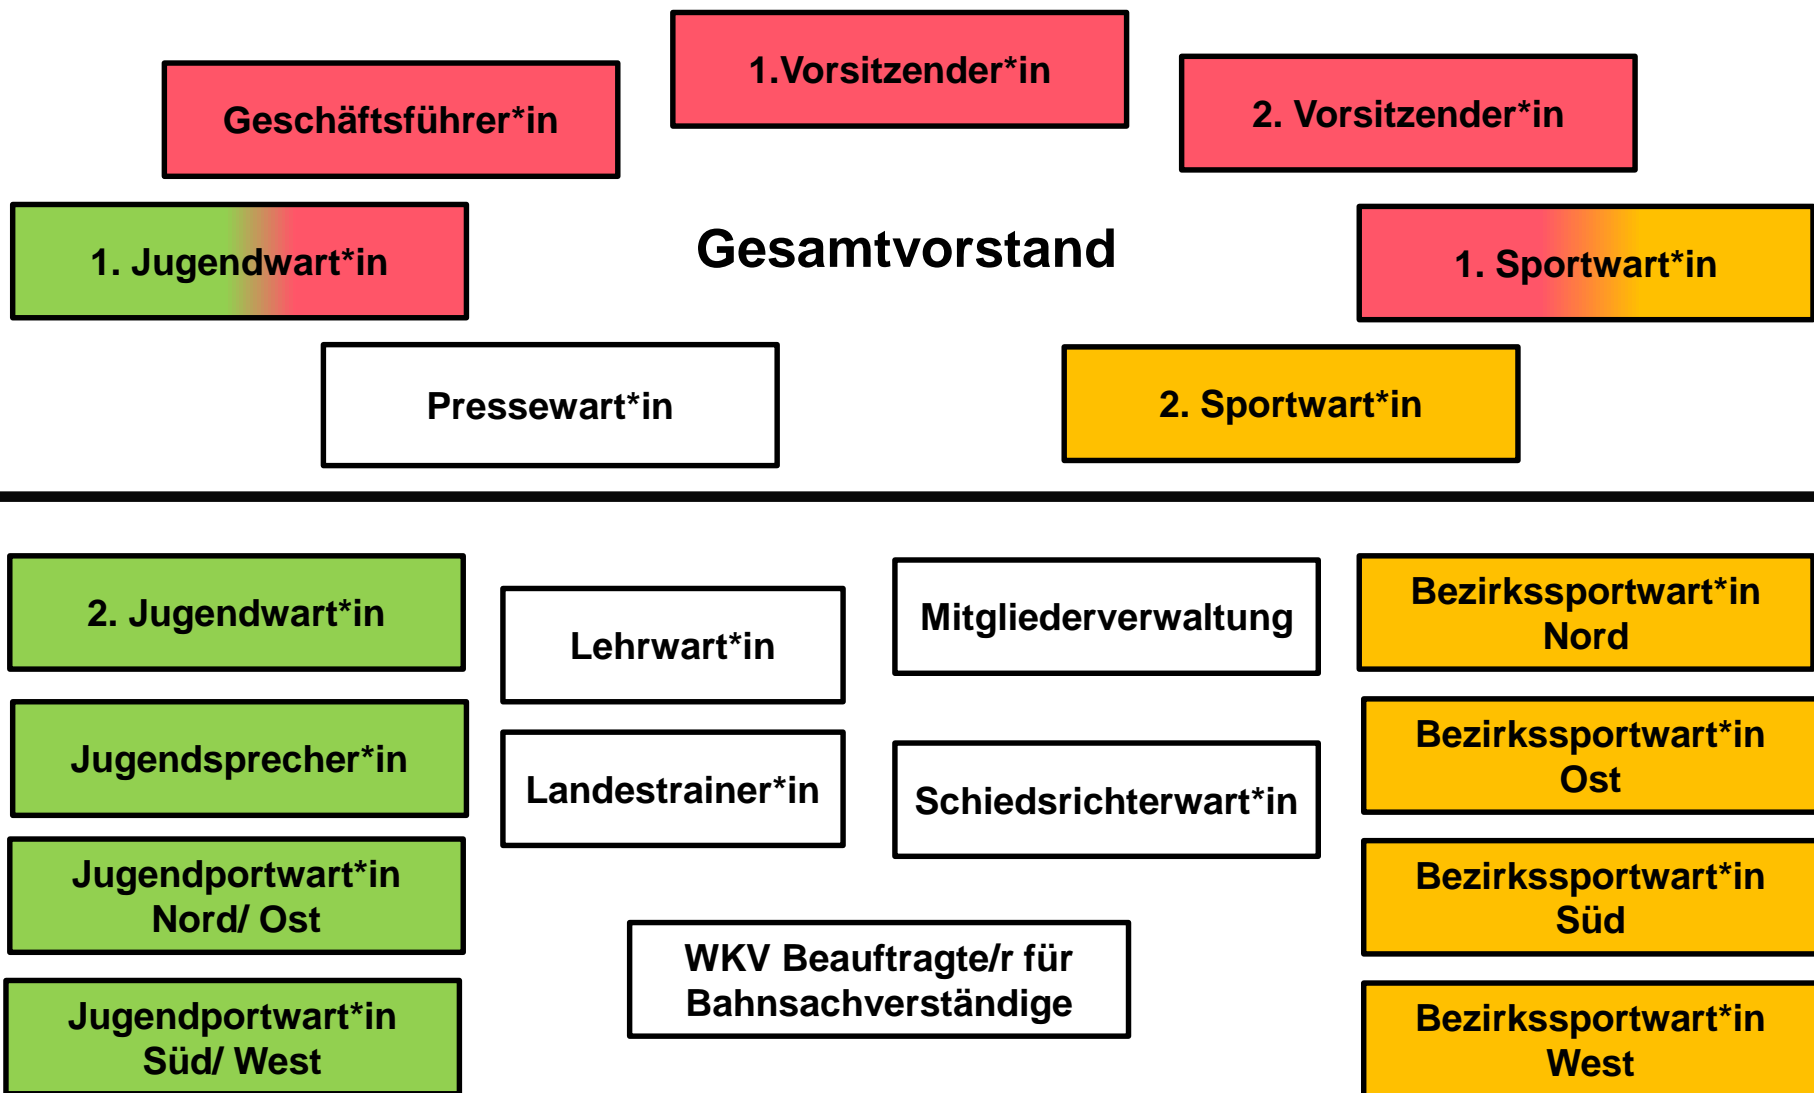 1.Vorsitzender*in
Geschäftsführer*in
2. Vorsitzender*in
1. Jugendwart*in
Gesamtvorstand
1. Sportwart*in
Pressewart*in
2. Sportwart*in
2. Jugendwart*in
Lehrwart*in
Mitgliederverwaltung
Bezirkssportwart*in
Nord
Jugendsprecher*in
Landestrainer*in
Schiedsrichterwart*in
Bezirkssportwart*in
Ost
Jugendportwart*in
Nord/ Ost
Bezirkssportwart*in
Süd
WKV Beauftragte/r für
Bahnsachverständige
Jugendportwart*in
Süd/ West
Bezirkssportwart*in
West